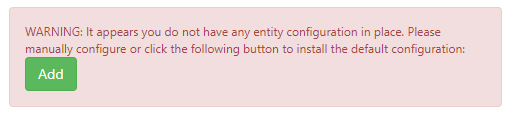 WARNING: It appears you do not have any entity configuration in place. Please
manually configure or click the following button to install the default configuration:
Add